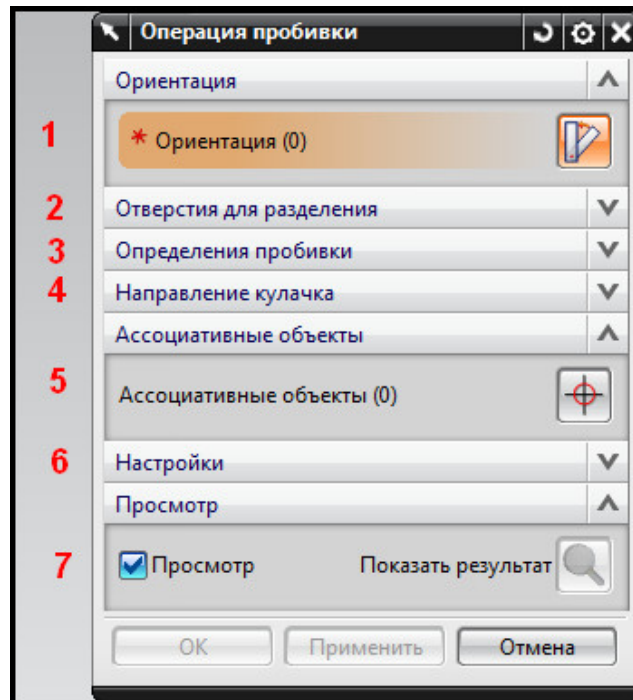 Операция пробивки
Ориентация
1
* Ориентация (0)
2
Отверстия для разделения
3
Определения пробивки
4
Направление кулачка
Ассоциативные объекты
5
Ассоциативные объекты (0)
6
Настройки
Просмотр
7
Просмотр Показать результат
OK Применить Отмена